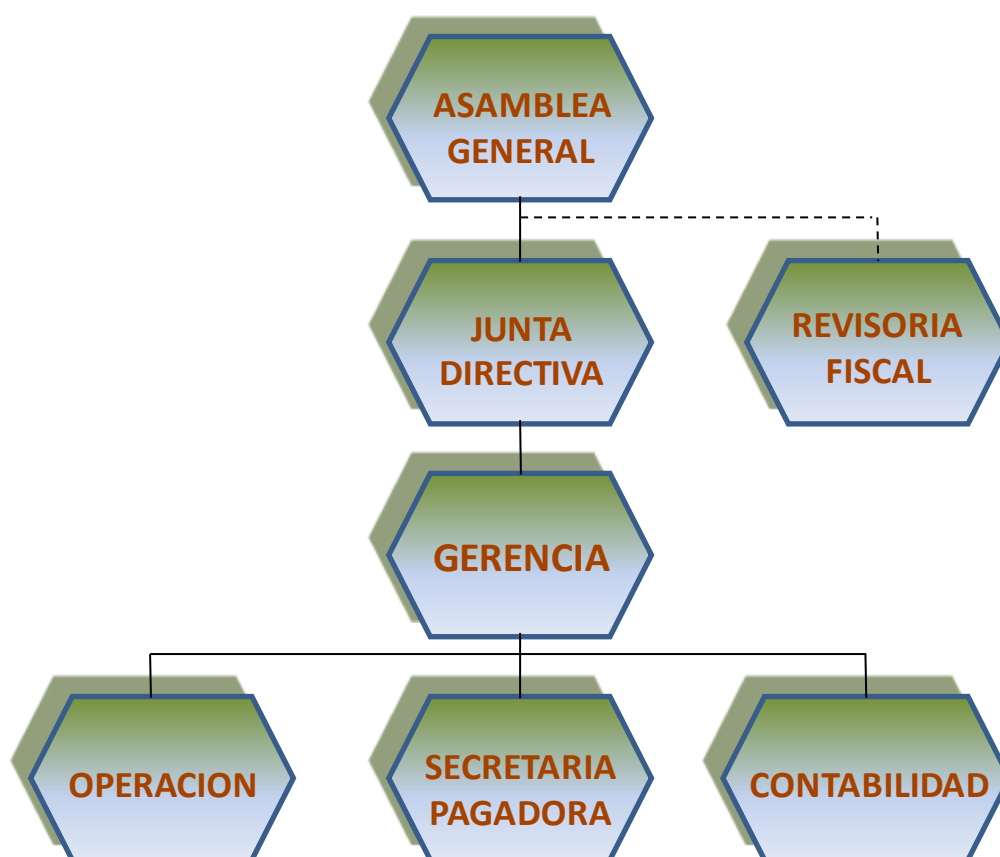 ASAMBLEA
GENERAL
JUNTA
DIRECTIVA
REVISORIA
FISCAL
GERENCIA
OPERACION
SECRETARIA
PAGADORA
CONTABILIDAD